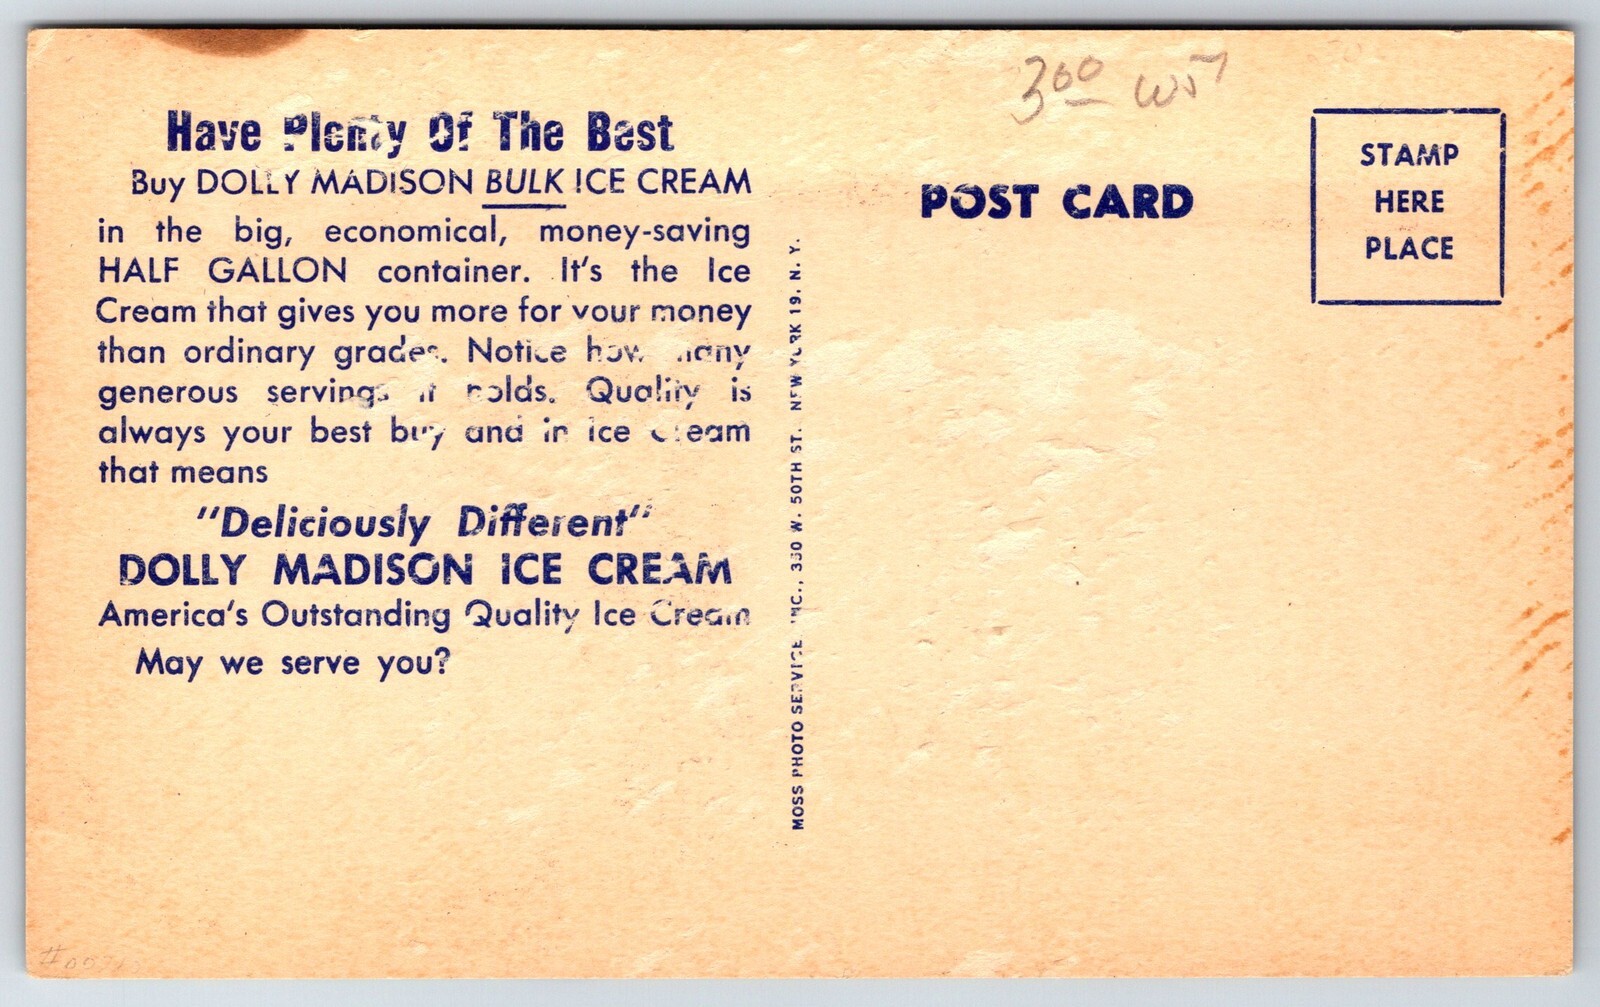 Have Plenty Of The Best
Buy DOLLY MADISON BULK ICE CREAM
in the big, economical, money-saving
HALF GALLON container. It's the Ice
Cream that gives you more for your money
than ordinary grades. Notice how many
generous servings it holds. Quality is
always your best buy and in Ice Cream
that means
"Deliciously Different"
DOLLY MADISON ICE CREAM
America's Outstanding Quality Ice Cream
May we serve you?
MOSS PHOTO SERVICE INC., 350 W. 50TH ST. NEW YORK 19, N. Y.
3 00
POST CARD
STAMP
HERE
PLACE